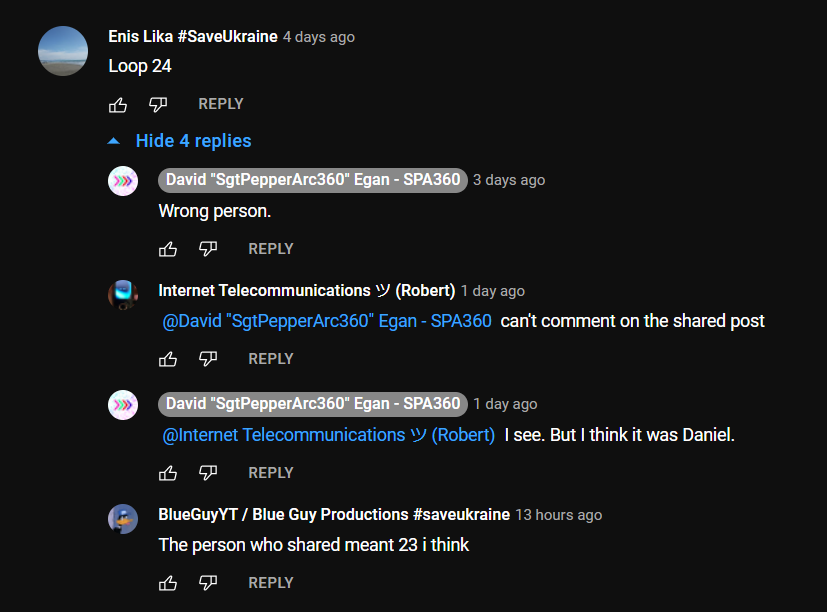 Enis Lika #SaveUkraine 4 days ago
Loop 24
REPLY
Hide 4 replies
David "SgtPepperArc360" Egan - SPA360 3 days ago
Wrong person.
REPLY
Internet Telecommunications ツ (Robert) 1 day ago
@David "SgtPepperArc360" Egan - SPA360 can't comment on the shared post
REPLY
David "SgtPepperArc360" Egan - SPA360 1 day ago
@Internet Telecommunications ツ (Robert) I see. But I think it was Daniel.
REPLY
BlueGuyYT / Blue Guy Productions #saveukraine 13 hours ago
The person who shared meant 23 i think
REPLY